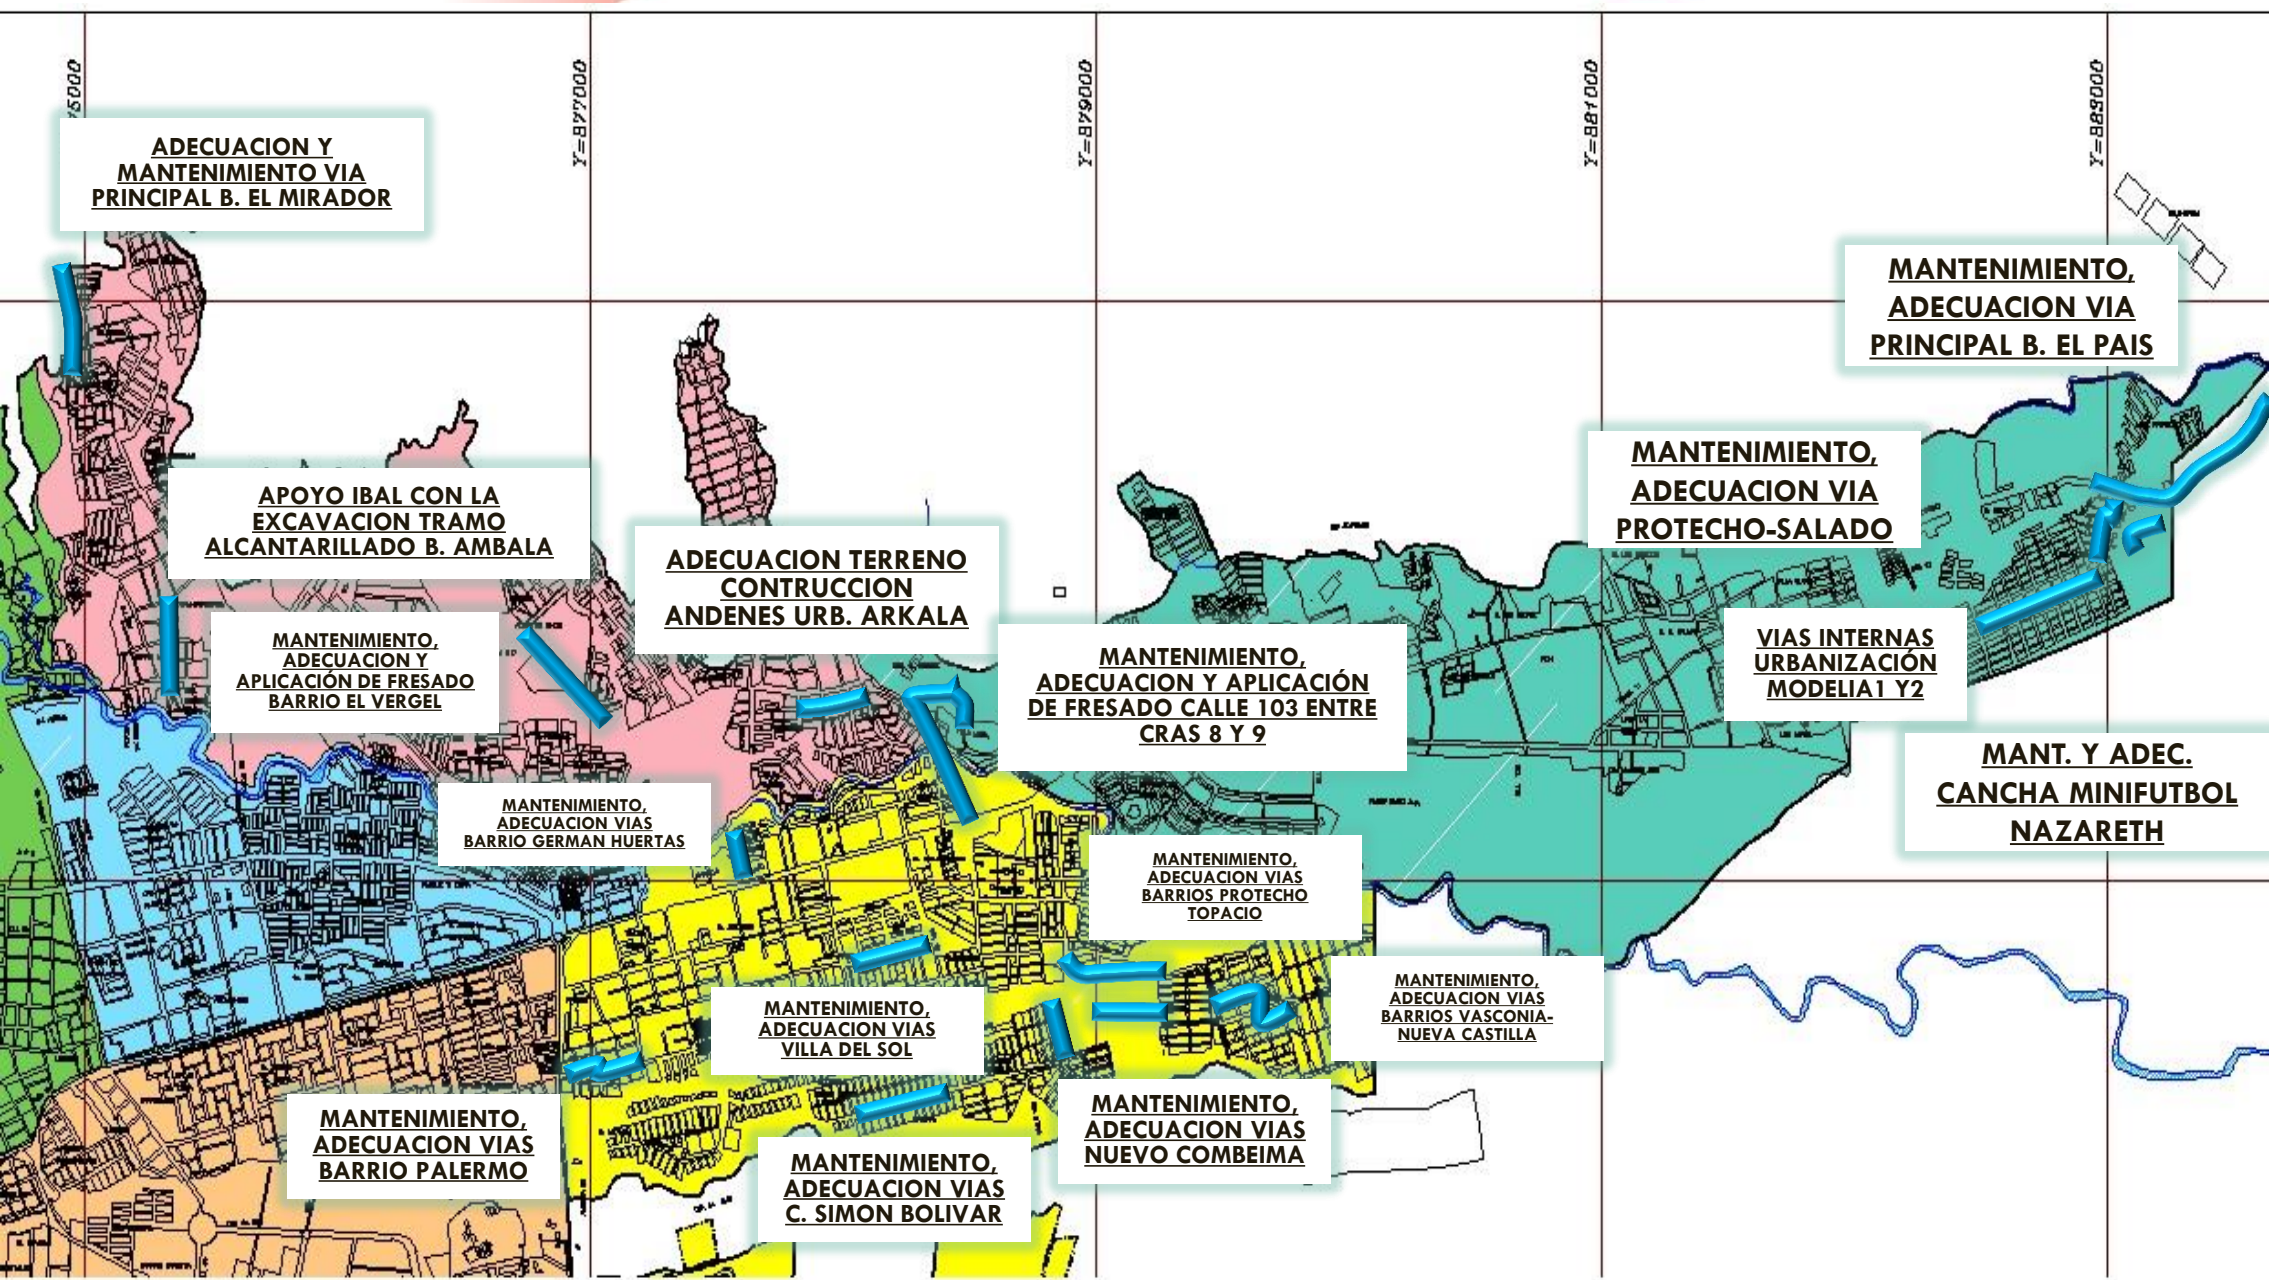 5000
Y=877000
Y=879000
Y=881000
Y=883000
ADECUACION Y
MANTENIMIENTO VIA
PRINCIPAL B. EL MIRADOR
MANTENIMIENTO,
ADECUACION VIA
PRINCIPAL B. EL PAIS
MANTENIMIENTO,
ADECUACION VIA
PROTECHO-SALADO
APOYO IBAL CON LA
EXCAVACION TRAMO
ALCANTARILLADO B. AMBALA
ADECUACION TERRENO
CONTRUCCION
ANDENES URB. ARKALA
MANTENIMIENTO,
ADECUACION Y
APLICACIÓN DE FRESADO
BARRIO EL VERGEL
MANTENIMIENTO,
ADECUACION Y APLICACIÓN
DE FRESADO CALLE 103 ENTRE
CRAS 8 Y 9
VIAS INTERNAS
URBANIZACIÓN
MODELIA1 Y2
MANT. Y ADEC.
CANCHA MINIFUTBOL
NAZARETH
MANTENIMIENTO,
ADECUACION VIAS
BARRIO GERMAN HUERTAS
MANTENIMIENTO,
ADECUACION VIAS
BARRIOS PROTECHO
TOPACIO
MANTENIMIENTO,
ADECUACION VIAS
BARRIOS VASCONIA-
NUEVA CASTILLA
MANTENIMIENTO,
ADECUACION VIAS
VILLA DEL SOL
MANTENIMIENTO,
ADECUACION VIAS
BARRIO PALERMO
MANTENIMIENTO,
ADECUACION VIAS
NUEVO COMBEIMA
MANTENIMIENTO,
ADECUACION VIAS
C. SIMON BOLIVAR